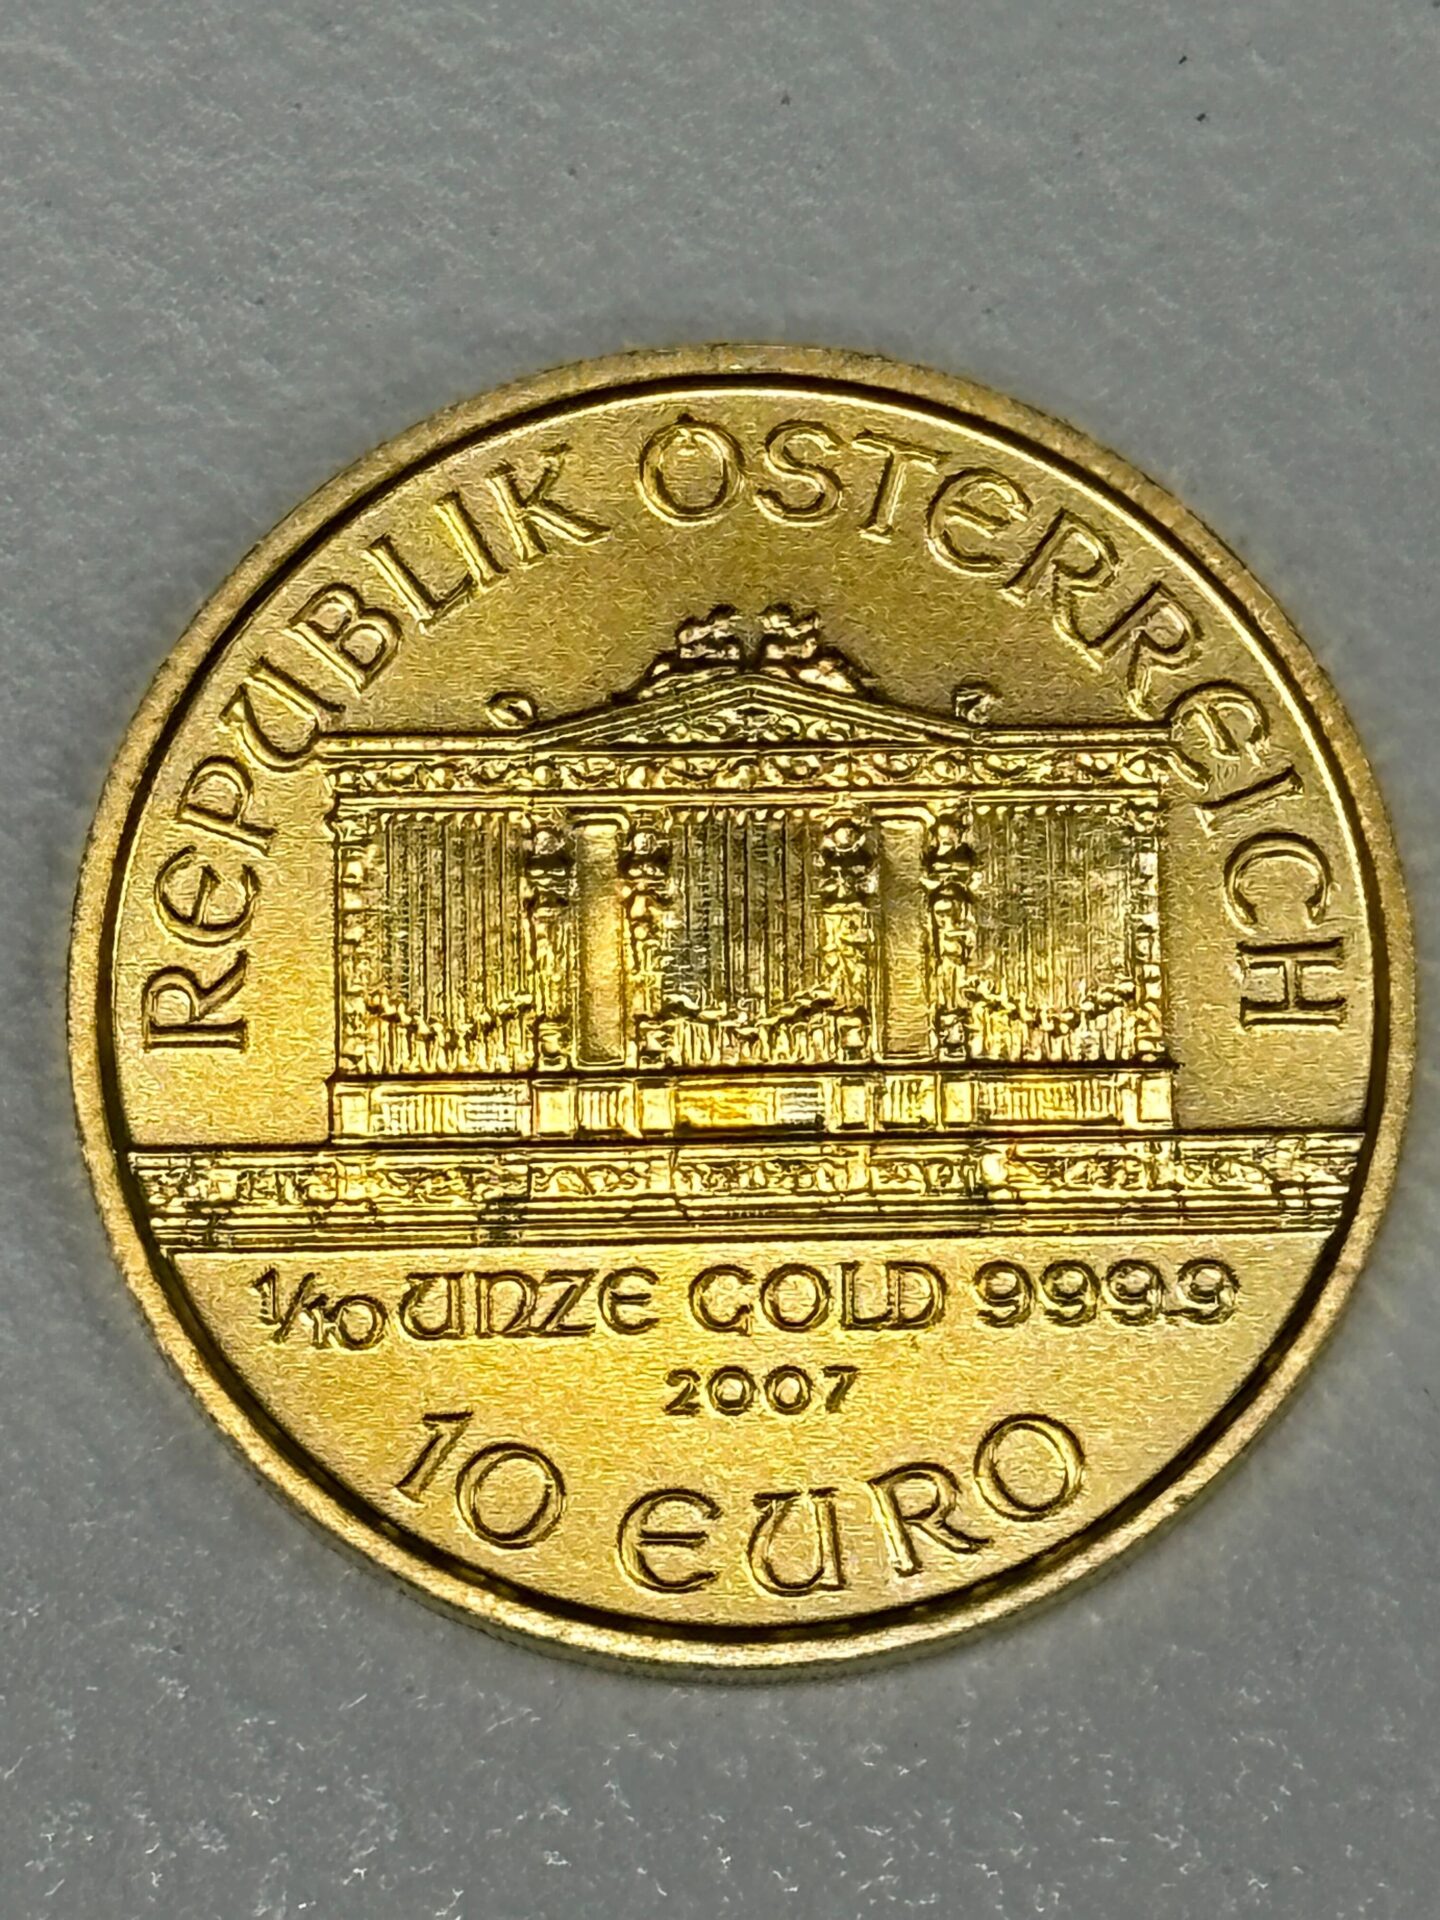 REPUBLIK ÖSTERREICH
1/10 UNZE GOLD 999.9
2007
10 EURO